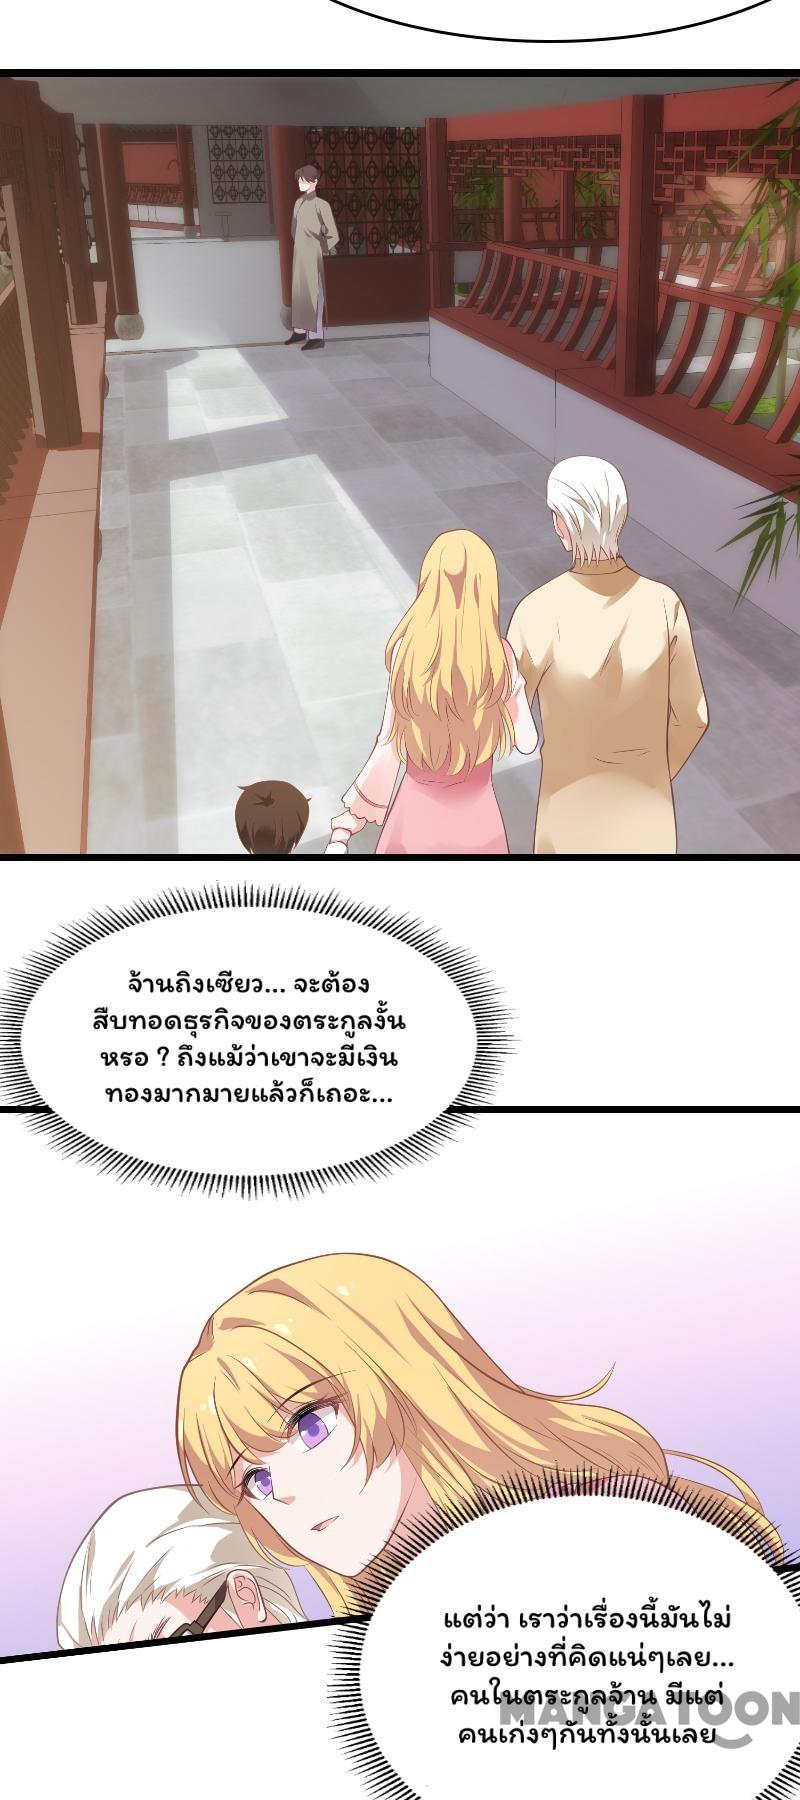 จ้านถิงเซียว... จะต้อง
สืบทอดธุรกิจของตระกูลงั้น
หรอ ? ถึงแม้ว่าเขาจะมีเงิน
ทองมากมายแล้วก็เถอะ...
แต่ว่า เราว่าเรื่องนี้มันไม่
ง่ายอย่างที่คิดแน่ๆเลย...
คนในตระกูลจ้าน มีแต่
MANGATOON
คนเก่งๆกันทั้งนั้นเลย